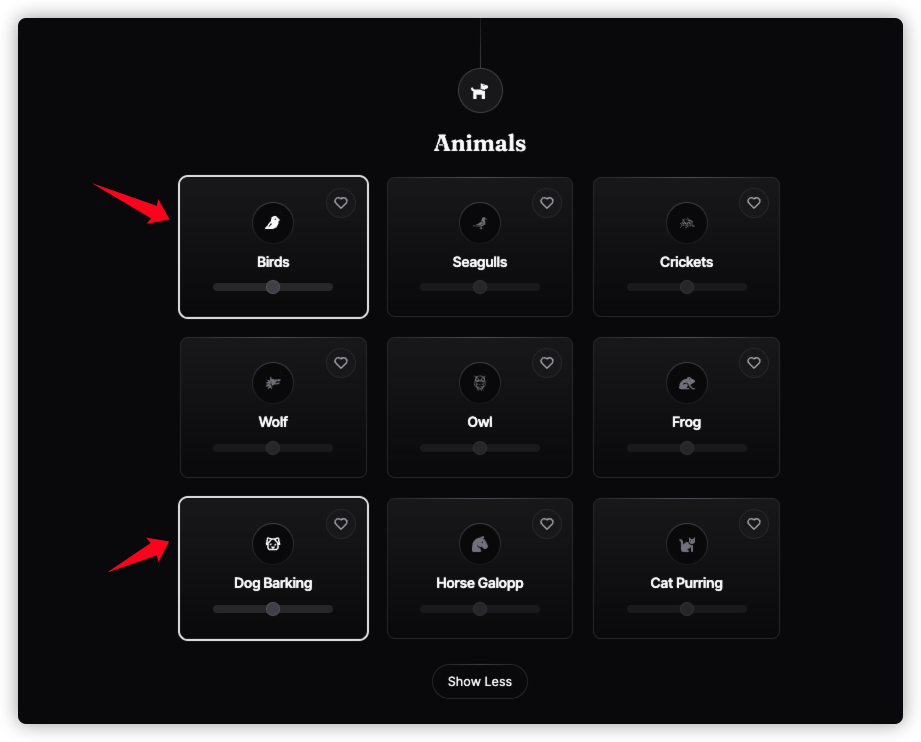 Animals
Birds
Seagulls
Crickets
Wolf
Owl
Frog
Dog Barking
Horse Galopp
Cat Purring
Show Less